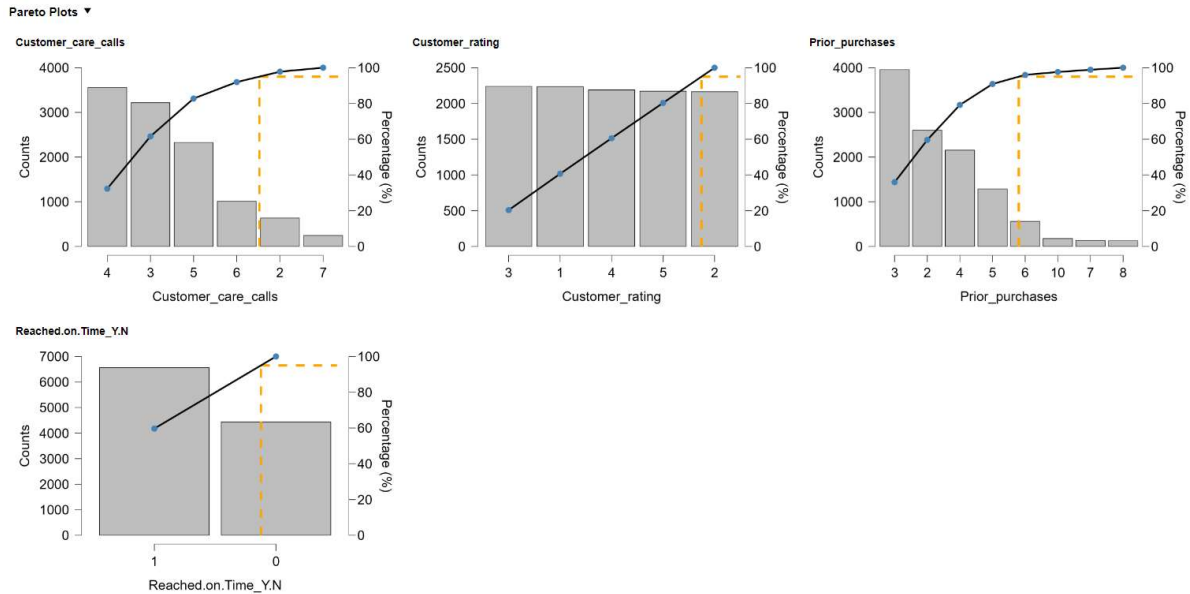 Pareto Plots ▼
Customer_care_calls
4000
3000
2000
1000
0
Counts
100
80
60
40
20
0
Percentage (%)
4 3 5 6 2 7
Customer_care_calls
Customer_rating
2500
2000
1500
1000
500
0
Counts
100
80
60
40
20
0
Percentage (%)
3 1 4 5 2
Customer_rating
Prior_purchases
4000
3000
2000
1000
0
Counts
100
80
60
40
20
0
Percentage (%)
3 2 4 5 6 10 7 8
Prior_purchases
Reached.on.Time_Y.N
7000
6000
5000
4000
3000
2000
1000
0
Counts
100
80
60
40
20
0
Percentage (%)
1 0
Reached.on.Time_Y.N